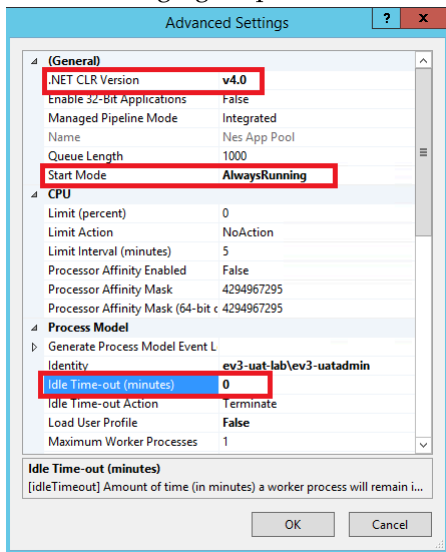 Advanced Settings
? x
(General)
.NET CLR Version v4.0
Enable 32-Bit Applications False
Managed Pipeline Mode Integrated
Name Nes App Pool
Queue Length 1000
Start Mode AlwaysRunning
CPU
Limit (percent) 0
Limit Action NoAction
Limit Interval (minutes) 5
Processor Affinity Enabled False
Processor Affinity Mask 4294967295
Processor Affinity Mask (64-bit c 4294967295
Process Model
Generate Process Model Event L
Identity ev3-uat-lab\ev3-uatadmin
Idle Time-out (minutes) 0
Idle Time-out Action Terminate
Load User Profile False
Maximum Worker Processes 1
Idle Time-out (minutes)
[idleTimeout] Amount of time (in minutes) a worker process will remain i...
OK Cancel